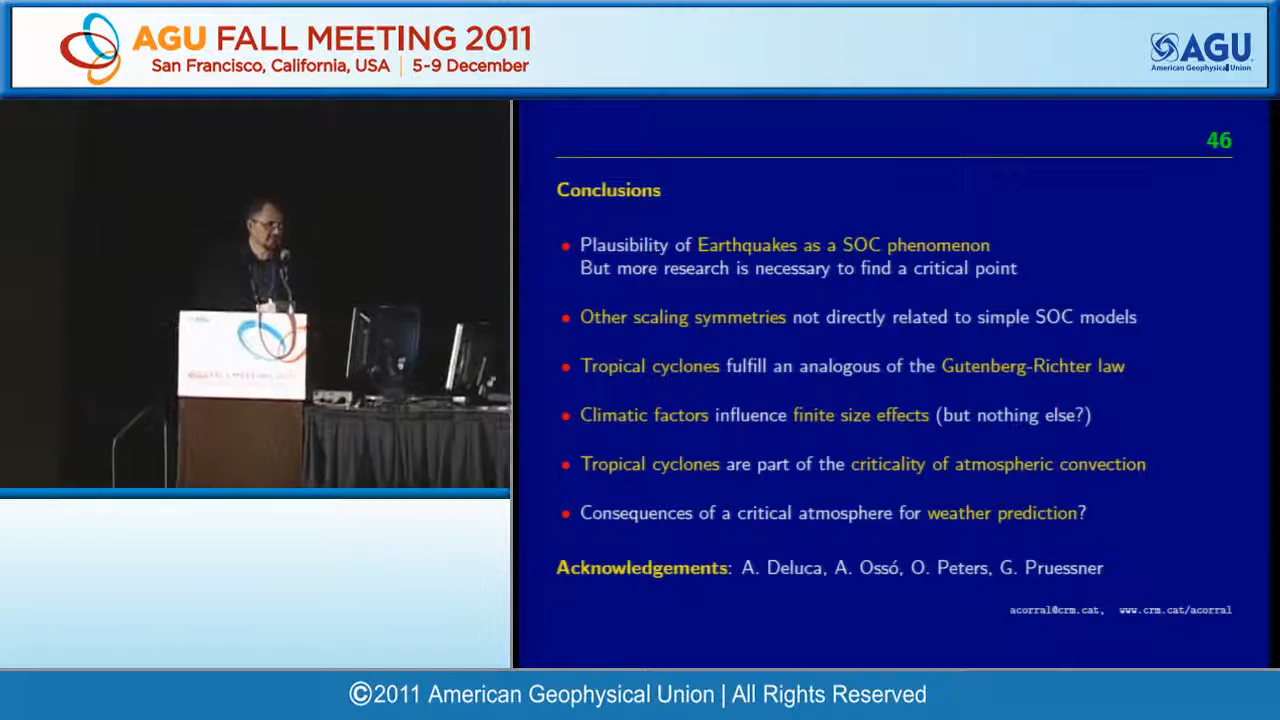 AGU FALL MEETING 2011
San Francisco, California, USA | 5-9 December
AGU
American Geophysical Union
46
Conclusions
• Plausibility of Earthquakes as a SOC phenomenon
But more research is necessary to find a critical point
• Other scaling symmetries not directly related to simple SOC models
• Tropical cyclones fulfill an analogous of the Gutenberg-Richter law
• Climatic factors influence finite size effects (but nothing else?)
• Tropical cyclones are part of the criticality of atmospheric convection
• Consequences of a critical atmosphere for weather prediction?
Acknowledgements: A. Deluca, A. Ossó, O. Peters, G. Pruessner
acorral@crm.cat, www.crm.cat/acorral
AGU FALL MEETING 2011
©2011 American Geophysical Union | All Rights Reserved